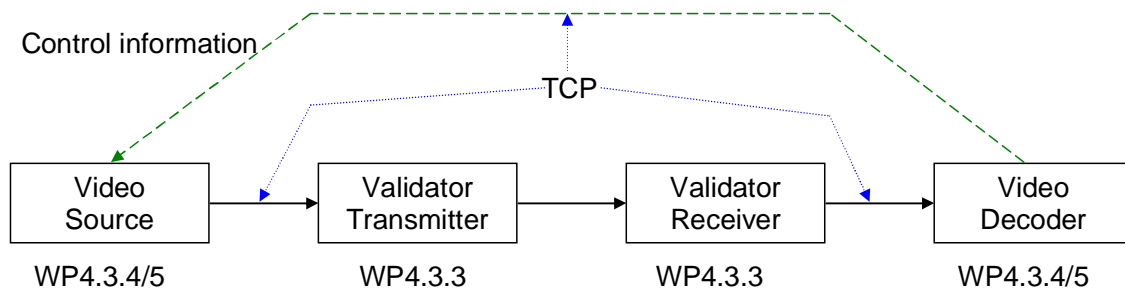 Control information
TCP
Video
Source
Validator
Transmitter
Validator
Receiver
Video
Decoder
WP4.3.4/5
WP4.3.3
WP4.3.3
WP4.3.4/5